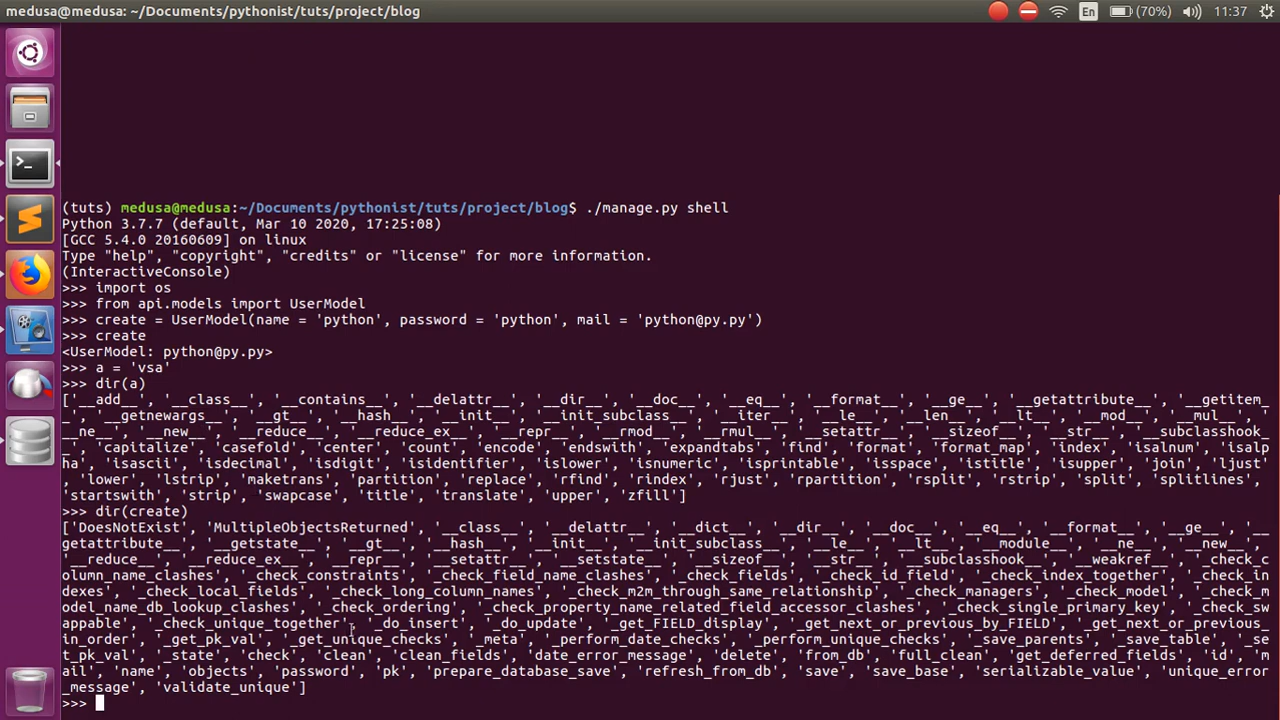 medusa@medusa: ~/Documents/pythonist/tuts/project/blog
En
(70%)
11:37
(tuts) medusa@medusa:~/Documents/pythonist/tuts/project/blog$ ./manage.py shell
Python 3.7.7 (default, Mar 10 2020, 17:25:08)
[GCC 5.4.0 20160609] on linux
Type "help", "copyright", "credits" or "license" for more information.
(InteractiveConsole)
>>> import os
>>> from api.models import UserModel
>>> create = UserModel(name = 'python', password = 'python', mail = 'python@py.py')
>>> create
<UserModel: python@py.py>
>>> a = 'vsa'
>>> dir(a)
['__add__', '__class__', '__contains__', '__delattr__', '__dir__', '__doc__', '__eq__', '__format__', '__ge__', '__getattribute__', '__getitem_
_', '__getnewargs__', '__gt__', '__hash__', '__init__', '__init_subclass__', '__iter__', '__le__', '__len__', '__lt__', '__mod__', '__mul__', '
__ne__', '__new__', '__reduce__', '__reduce_ex__', '__repr__', '__rmod__', '__rmul__', '__setattr__', '__sizeof__', '__str__', '__subclasshook_
_', 'capitalize', 'casefold', 'center', 'count', 'encode', 'endswith', 'expandtabs', 'find', 'format', 'format_map', 'index', 'isalnum', 'isalp
ha', 'isascii', 'isdecimal', 'isdigit', 'isidentifier', 'islower', 'isnumeric', 'isprintable', 'isspace', 'istitle', 'isupper', 'join', 'ljust'
, 'lower', 'lstrip', 'maketrans', 'partition', 'replace', 'rfind', 'rindex', 'rjust', 'rpartition', 'rsplit', 'rstrip', 'split', 'splitlines',
'startswith', 'strip', 'swapcase', 'title', 'translate', 'upper', 'zfill']
>>> dir(create)
['DoesNotExist', 'MultipleObjectsReturned', '__class__', '__delattr__', '__dict__', '__dir__', '__doc__', '__eq__', '__format__', '__ge__', '__
getattribute__', '__getstate__', '__gt__', '__hash__', '__init__', '__init_subclass__', '__le__', '__lt__', '__module__', '__ne__', '__new__',
'__reduce__', '__reduce_ex__', '__repr__', '__setattr__', '__setstate__', '__sizeof__', '__str__', '__subclasshook__', '__weakref__', '_check_c
olumn_name_clashes', '_check_constraints', '_check_field_name_clashes', '_check_fields', '_check_id_field', '_check_index_together', '_check_in
dexes', '_check_local_fields', '_check_long_column_names', '_check_m2m_through_same_relationship', '_check_managers', '_check_model', '_check_m
odel_name_db_lookup_clashes', '_check_ordering', '_check_property_name_related_field_accessor_clashes', '_check_single_primary_key', '_check_sw
appable', '_check_unique_together', '_do_insert', '_do_update', '_get_FIELD_display', '_get_next_or_previous_by_FIELD', '_get_next_or_previous_
in_order', '_get_pk_val', '_get_unique_checks', '_meta', '_perform_date_checks', '_perform_unique_checks', '_save_parents', '_save_table', '_se
t_pk_val', '_state', 'check', 'clean', 'clean_fields', 'date_error_message', 'delete', 'from_db', 'full_clean', 'get_deferred_fields', 'id', 'm
ail', 'name', 'objects', 'password', 'pk', 'prepare_database_save', 'refresh_from_db', 'save', 'save_base', 'serializable_value', 'unique_error
_message', 'validate_unique']
>>>